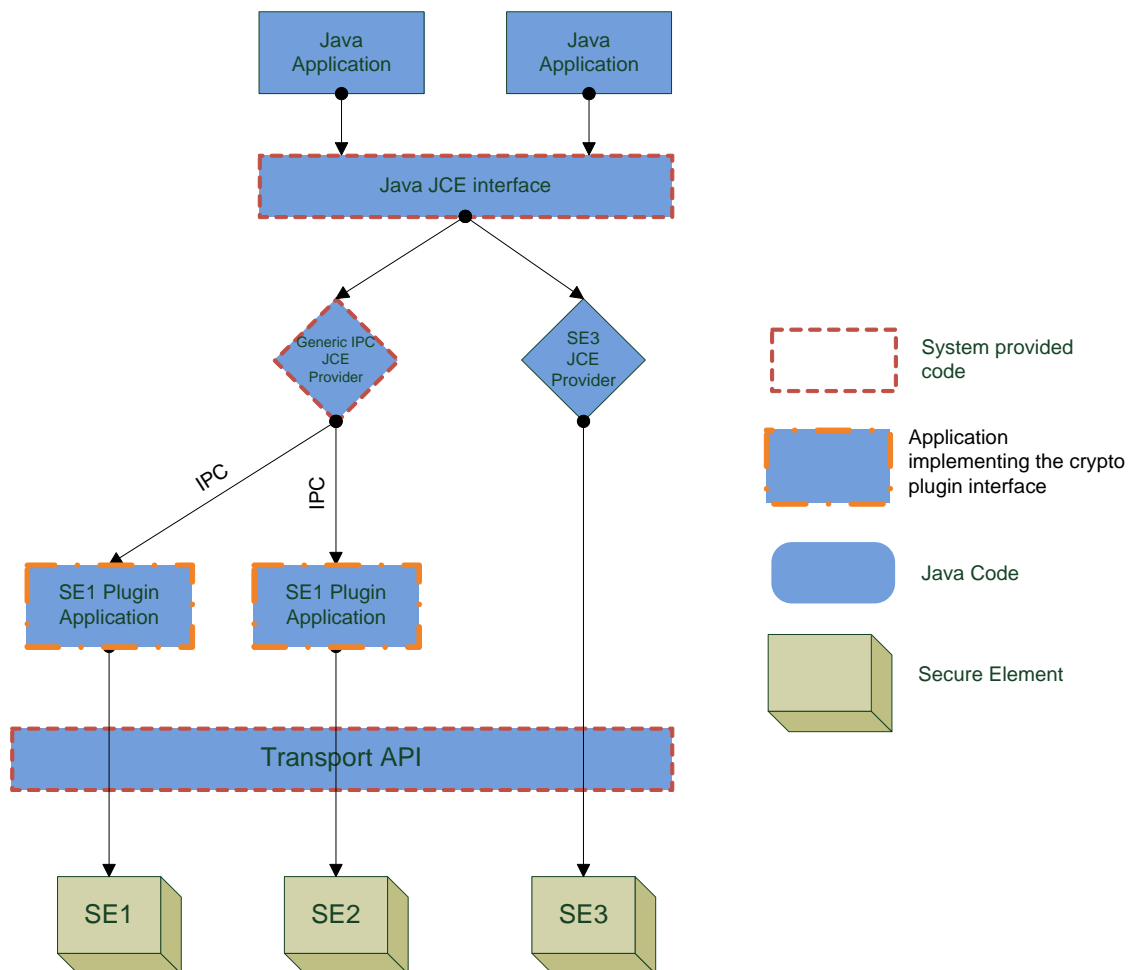 Java
Application
Java
Application
Java JCE interface
Generic IPC
JCE
Provider
SE3
JCE
Provider
IPC
IPC
SE1 Plugin
Application
SE1 Plugin
Application
Transport API
SE1
SE2
SE3
System provided
code
Application
implementing the crypto
plugin interface
Java Code
Secure Element